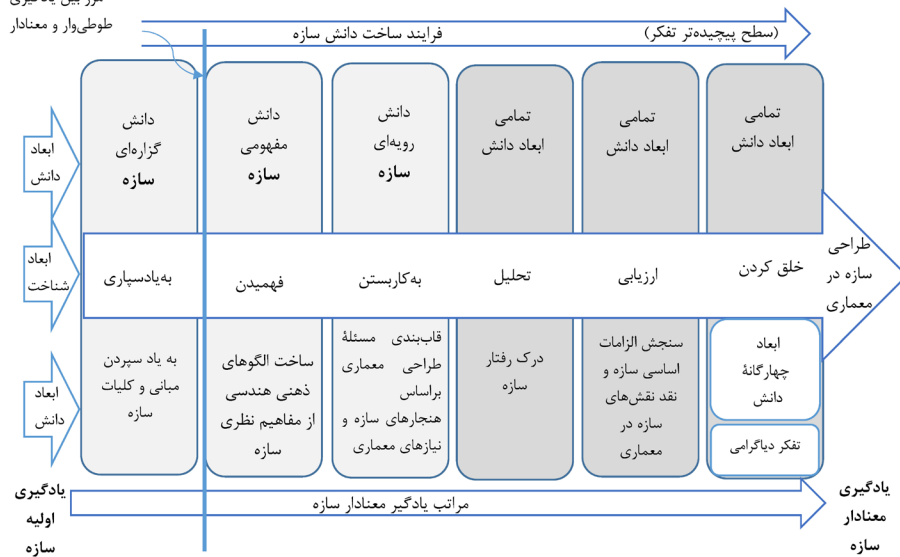 مرز بین یادگیری
طوطی‌وار و معنادار
فرایند ساخت دانش سازه
(سطح پیچیده‌تر تفکر)
ابعاد
دانش
دانش
گزاره‌ای
سازه
دانش
مفهومی
سازه
دانش
رویه‌ای
سازه
تمامی
ابعاد دانش
تمامی
ابعاد دانش
تمامی
ابعاد دانش
ابعاد
شناخت
به‌یادسپاری
فهمیدن
به‌کاربستن
تحلیل
ارزیابی
خلق کردن
طراحی
سازه در
معماری
ابعاد
دانش
به یاد سپردن
مبانی و کلیات
سازه
ساخت الگوهای
ذهنی هندسی
از مفاهیم نظری
سازه
قاب‌بندی مسئلۀ
طراحی معماری
براساس
هنجارهای سازه و
نیازهای معماری
درک رفتار
سازه
سنجش الزامات
اساسی سازه و
نقد نقش‌های
سازه در
معماری
ابعاد
چهارگانۀ
دانش
تفکر دیاگرامی
یادگیری
اولیه
سازه
مراتب یادگیر معنادار سازه
یادگیری
معنادار
سازه